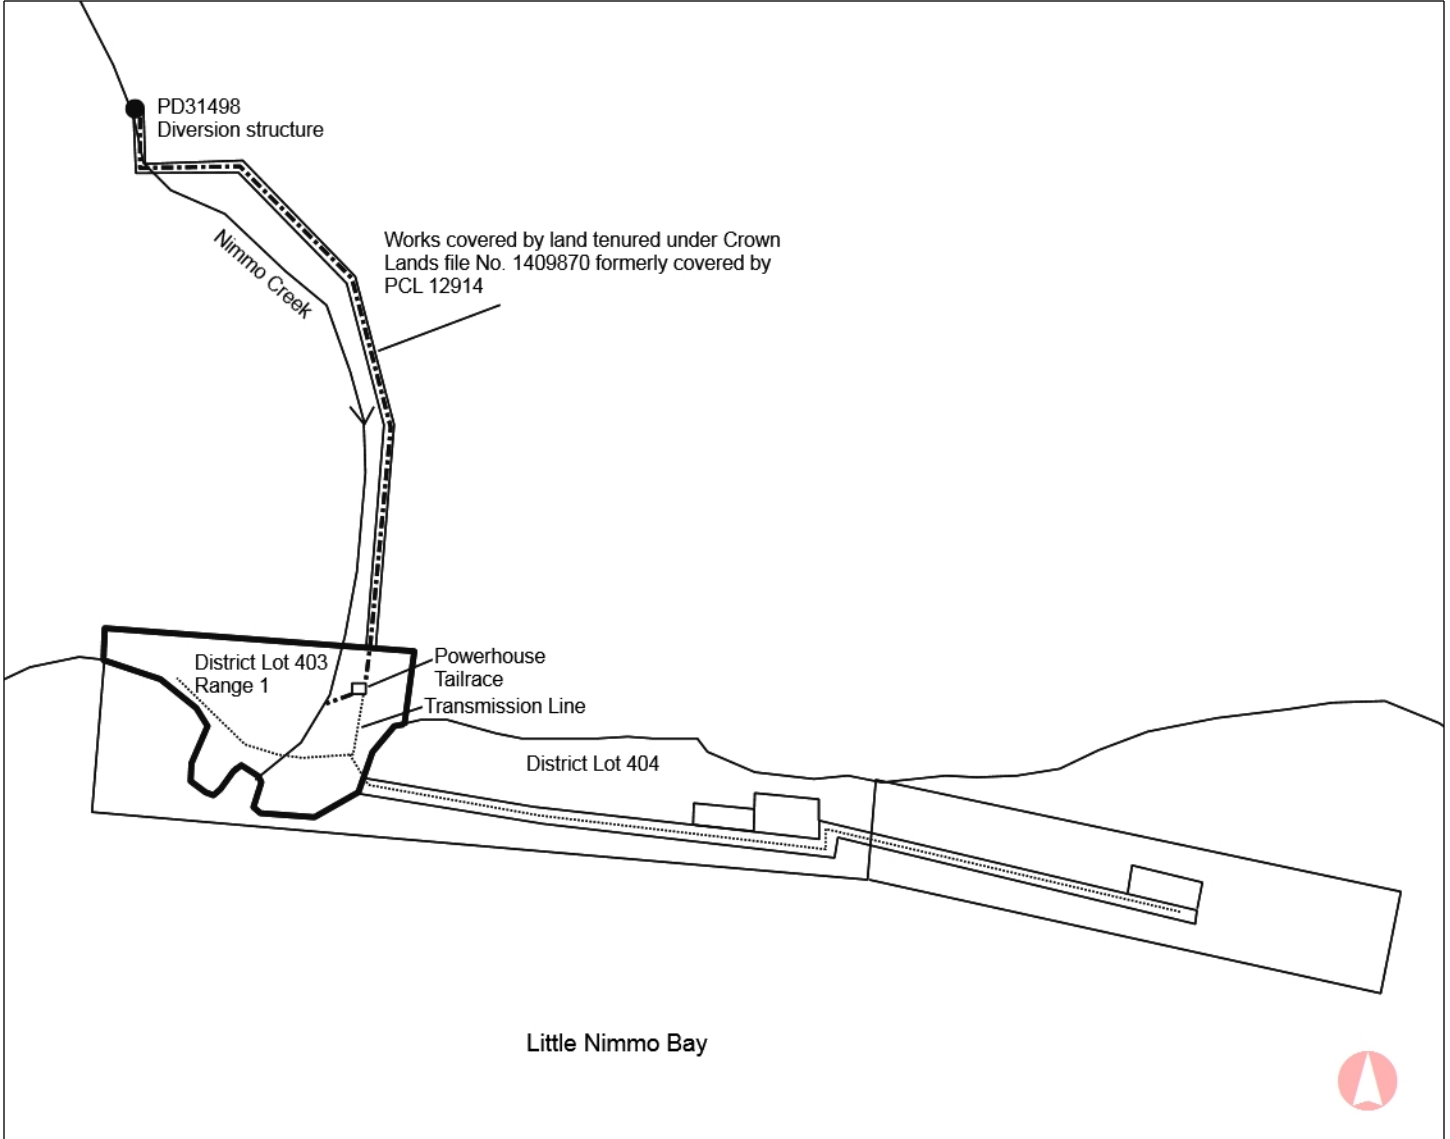 PD31498
Diversion structure
Nimmo Creek
Works covered by land tenured under Crown
Lands file No. 1409870 formerly covered by
PCL 12914
District Lot 403
Range 1
Powerhouse
Tailrace
Transmission Line
District Lot 404
Little Nimmo Bay